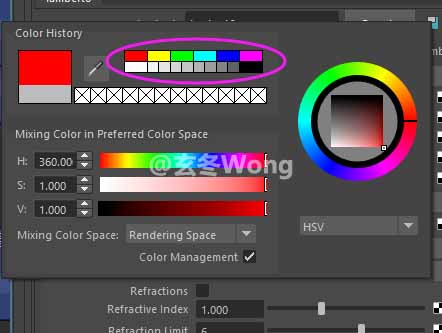 Color History
Mixing Color in Preferred Color Space
H: 360.00
S: 1.000
V: 1.000
@玄冬Wong
Mixing Color Space: Rendering Space
HSV
Color Management
Refractions
Refractive Index 1.000
Refraction Limit 6